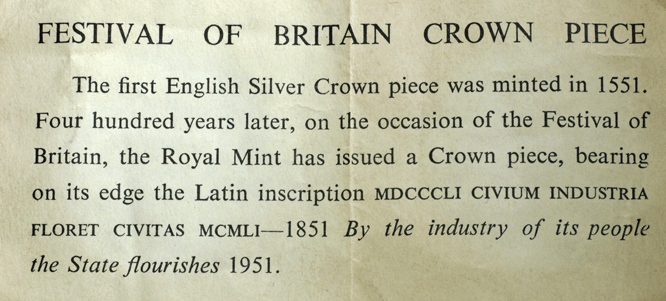 FESTIVAL OF BRITAIN CROWN PIECE
The first English Silver Crown piece was minted in 1551.
Four hundred years later, on the occasion of the Festival of
Britain, the Royal Mint has issued a Crown piece, bearing
on its edge the Latin inscription MDCCCLI CIVIUM INDUSTRIA
FLORET CIVITAS MCMLI—1851 By the industry of its people
the State flourishes 1951.